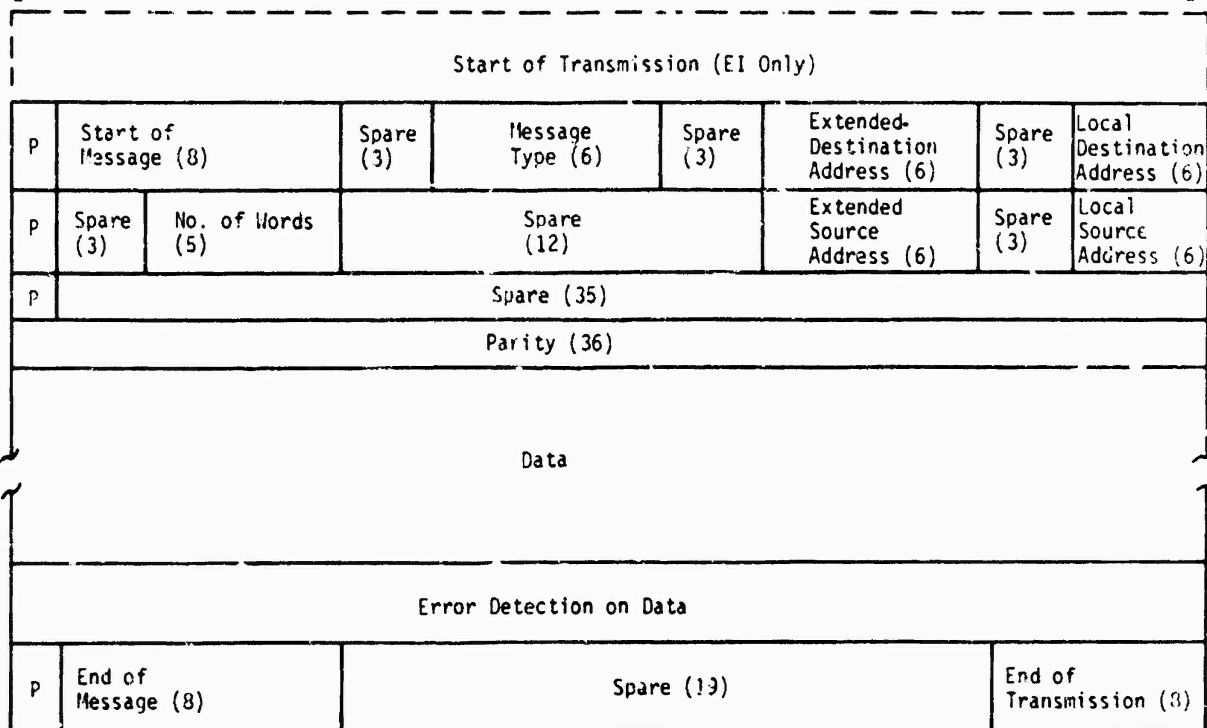 Start of Transmission (EI Only)
P
Start of
Message (8)
Spare
(3)
Message
Type (6)
Spare
(3)
Extended
Destination
Address (6)
Spare
(3)
Local
Destination
Address (6)
P
Spare
(3)
No. of Words
(5)
Spare
(12)
Extended
Source
Address (6)
Spare
(3)
Local
Source
Address (6)
P
Spare (35)
Parity (36)
Data
Error Detection on Data
P
End of
Message (8)
Spare (19)
End of
Transmission (8)